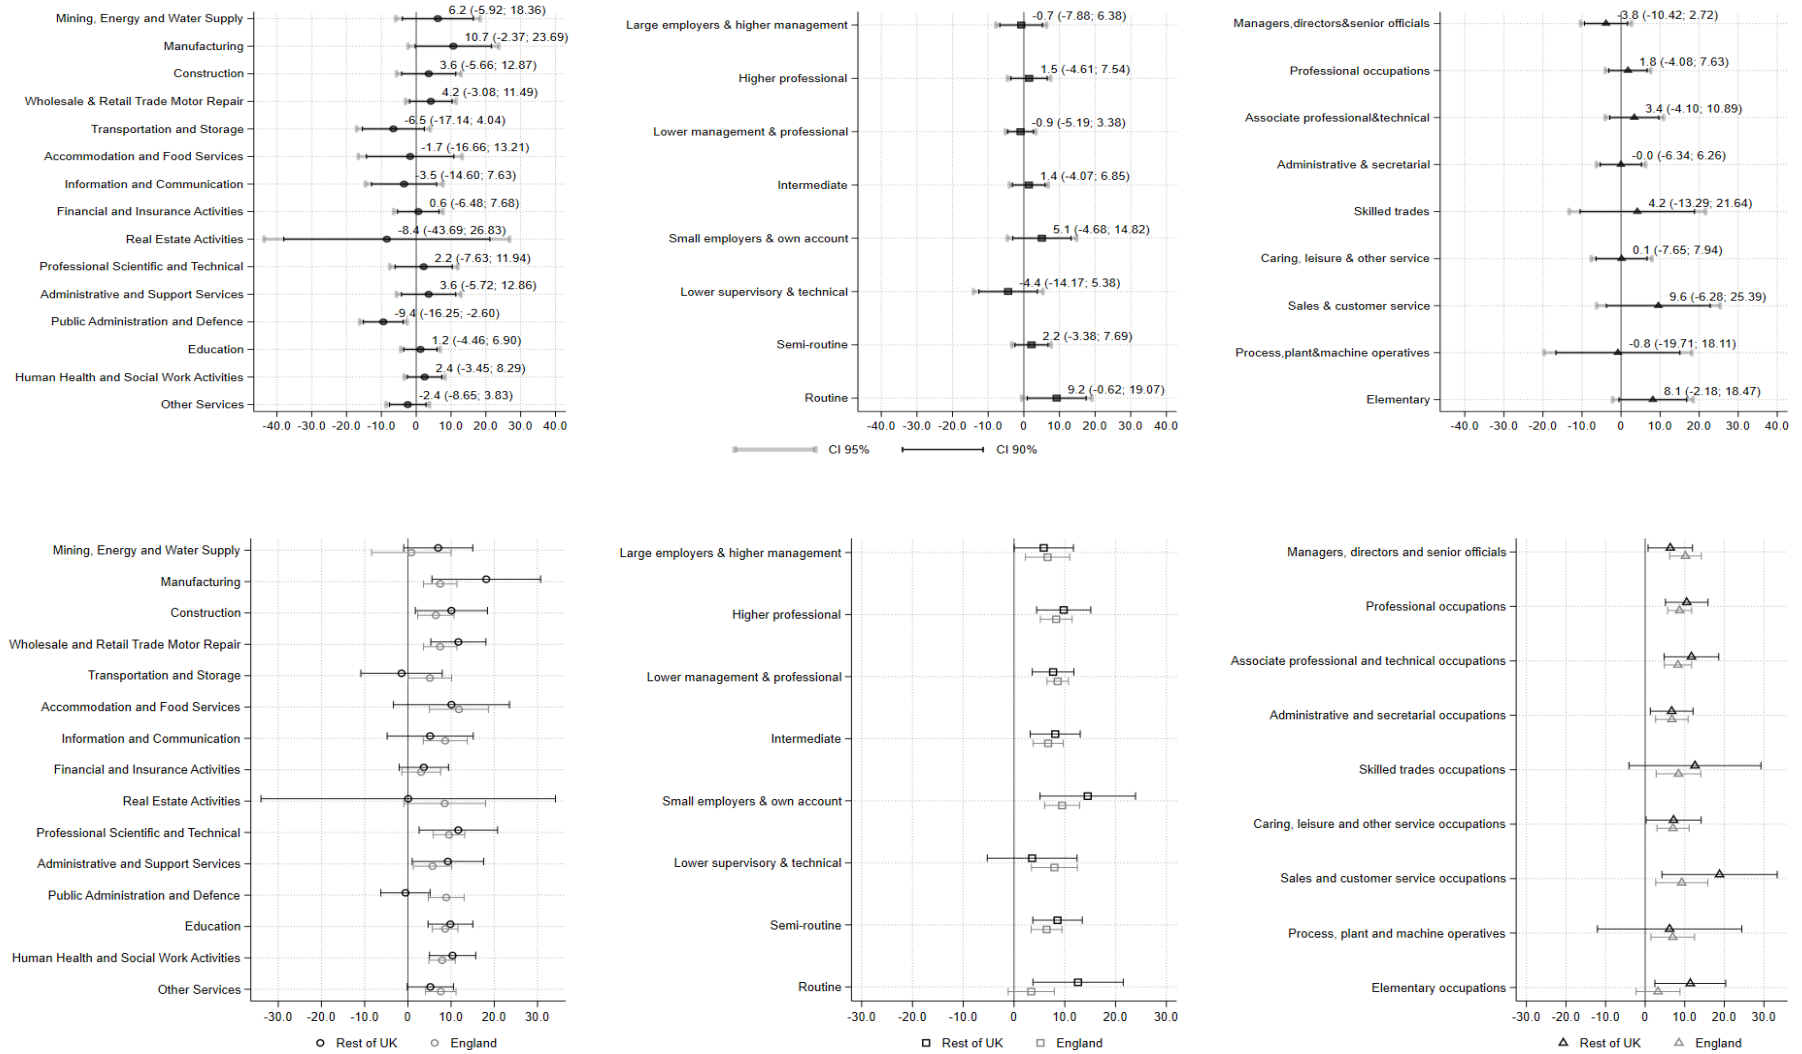 Mining, Energy and Water Supply 6.2 (-5.92; 18.36)
Manufacturing 10.7 (-2.37; 23.69)
Construction 3.6 (-5.66; 12.87)
Wholesale & Retail Trade Motor Repair 4.2 (-3.08; 11.49)
Transportation and Storage -6.5 (-17.14; 4.04)
Accommodation and Food Services -1.7 (-16.66; 13.21)
Information and Communication -3.5 (-14.60; 7.63)
Financial and Insurance Activities 0.6 (-6.48; 7.68)
Real Estate Activities -8.4 (-43.69; 26.83)
Professional Scientific and Technical 2.2 (-7.63; 11.94)
Administrative and Support Services 3.6 (-5.72; 12.86)
Public Administration and Defence -9.4 (-16.25; -2.60)
Education 1.2 (-4.46; 6.90)
Human Health and Social Work Activities 2.4 (-3.45; 8.29)
Other Services -2.4 (-8.65; 3.83)
-40.0 -30.0 -20.0 -10.0 0 10.0 20.0 30.0 40.0
Large employers & higher management -0.7 (-7.88; 6.38)
Higher professional 1.5 (-4.61; 7.54)
Lower management & professional -0.9 (-5.19; 3.38)
Intermediate 1.4 (-4.07; 6.85)
Small employers & own account 5.1 (-4.68; 14.82)
Lower supervisory & technical -4.4 (-14.17; 5.38)
Semi-routine 2.2 (-3.38; 7.69)
Routine 9.2 (-0.62; 19.07)
-40.0 -30.0 -20.0 -10.0 0 10.0 20.0 30.0 40.0
Managers,directors&senior officials -3.8 (-10.42; 2.72)
Professional occupations 1.8 (-4.08; 7.63)
Associate professional&technical 3.4 (-4.10; 10.89)
Administrative & secretarial -0.0 (-6.34; 6.26)
Skilled trades 4.2 (-13.29; 21.64)
Caring, leisure & other service 0.1 (-7.65; 7.94)
Sales & customer service 9.6 (-6.28; 25.39)
Process,plant&machine operatives -0.8 (-19.71; 18.11)
Elementary 8.1 (-2.18; 18.47)
-40.0 -30.0 -20.0 -10.0 0 10.0 20.0 30.0 40.0
CI 95% CI 90%
Mining, Energy and Water Supply
Manufacturing
Construction
Wholesale and Retail Trade Motor Repair
Transportation and Storage
Accommodation and Food Services
Information and Communication
Financial and Insurance Activities
Real Estate Activities
Professional Scientific and Technical
Administrative and Support Services
Public Administration and Defence
Education
Human Health and Social Work Activities
Other Services
-30.0 -20.0 -10.0 0 10.0 20.0 30.0
Rest of UK England
Large employers & higher management
Higher professional
Lower management & professional
Intermediate
Small employers & own account
Lower supervisory & technical
Semi-routine
Routine
-30.0 -20.0 -10.0 0 10.0 20.0 30.0
Rest of UK England
Managers, directors and senior officials
Professional occupations
Associate professional and technical occupations
Administrative and secretarial occupations
Skilled trades occupations
Caring, leisure and other service occupations
Sales and customer service occupations
Process, plant and machine operatives
Elementary occupations
-30.0 -20.0 -10.0 0 10.0 20.0 30.0
Rest of UK England